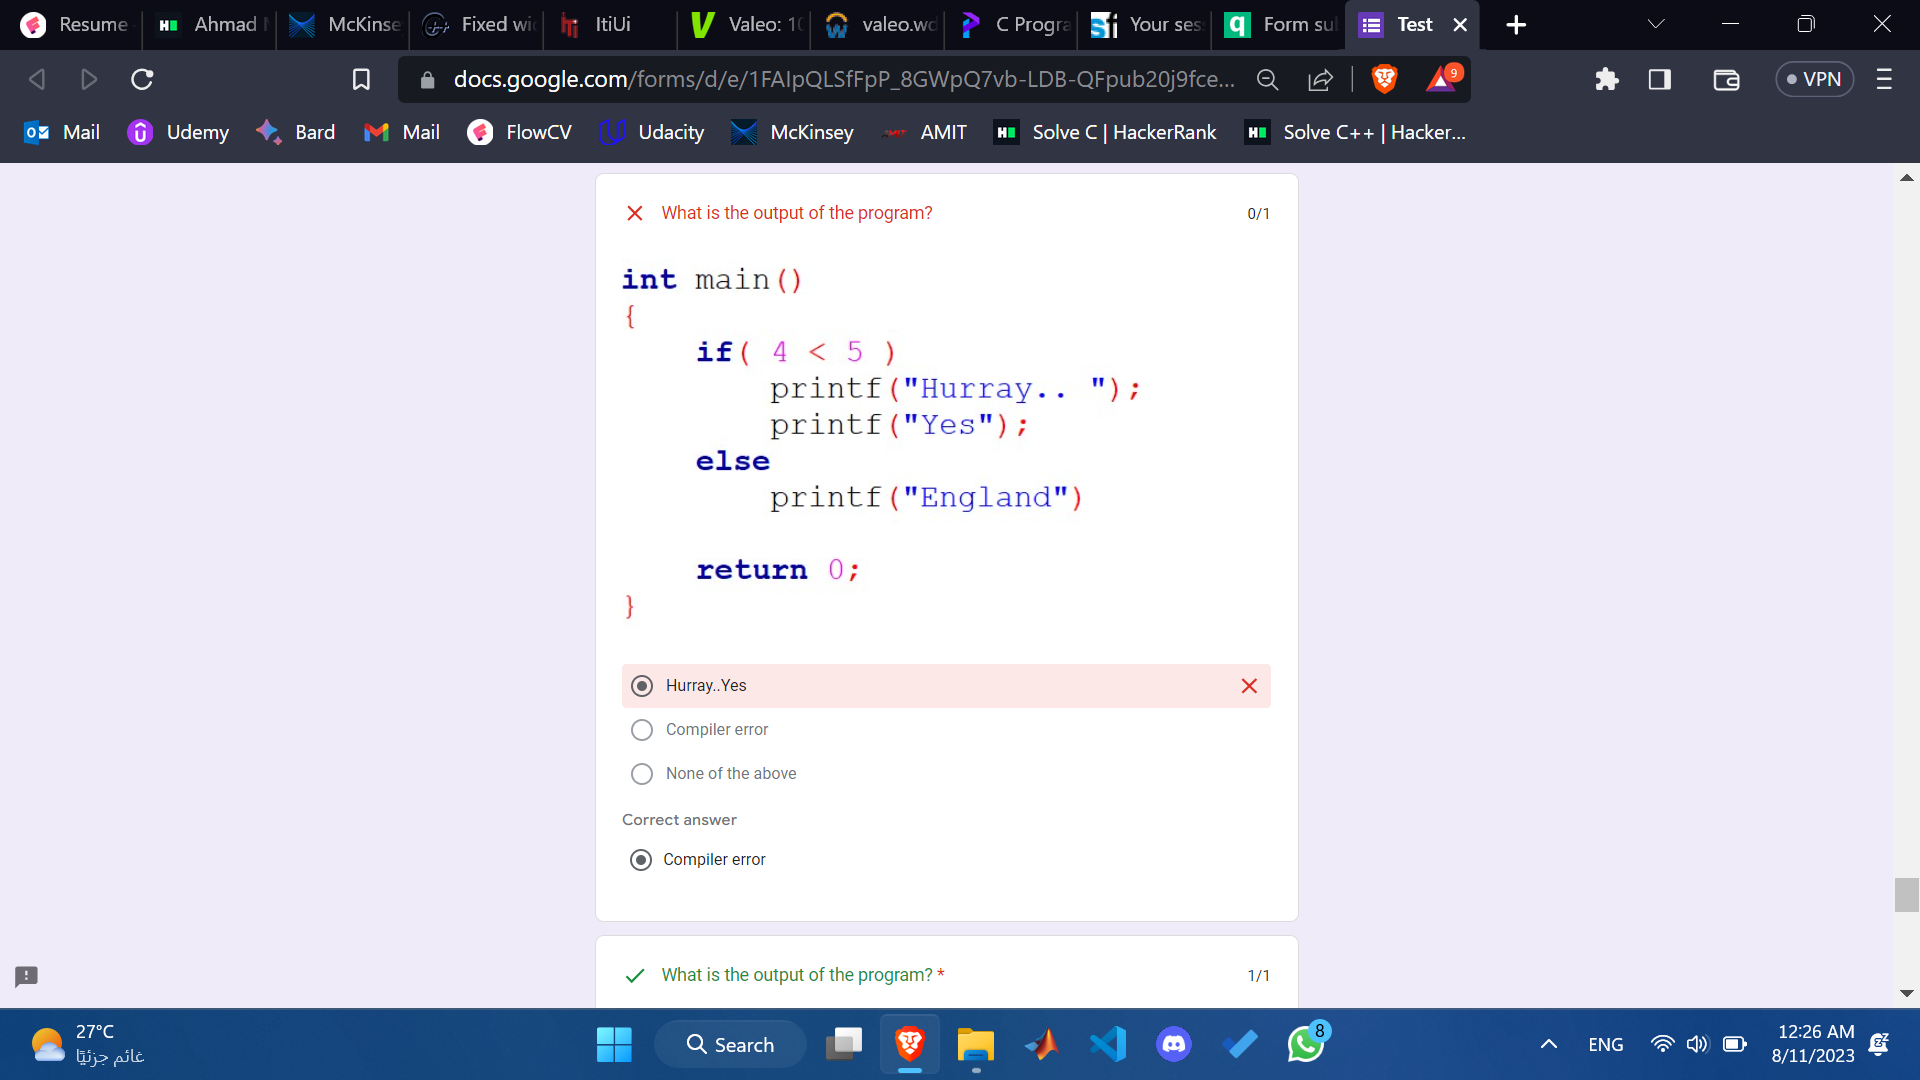 Resume
Ahmad
McKinse
Fixed wi
ItiUi
Valeo: 10
valeo.wd
C Progra
Your ses
Form su
Test
docs.google.com/forms/d/e/1FAIpQLSfFpP_8GWpQ7vb-LDB-QFpub20j9fce...
9
VPN
Mail
Udemy
Bard
Mail
FlowCV
Udacity
McKinsey
AMIT
Solve C | HackerRank
Solve C++ | Hacker...
What is the output of the program?
0/1
int main()
{
if( 4 < 5 )
printf("Hurray.. ");
printf("Yes");
else
printf("England")
return 0;
}
Hurray..Yes
Compiler error
None of the above
Correct answer
Compiler error
What is the output of the program? *
1/1
27°C
غائم جزئيًا
Search
8
ENG
12:26 AM
8/11/2023